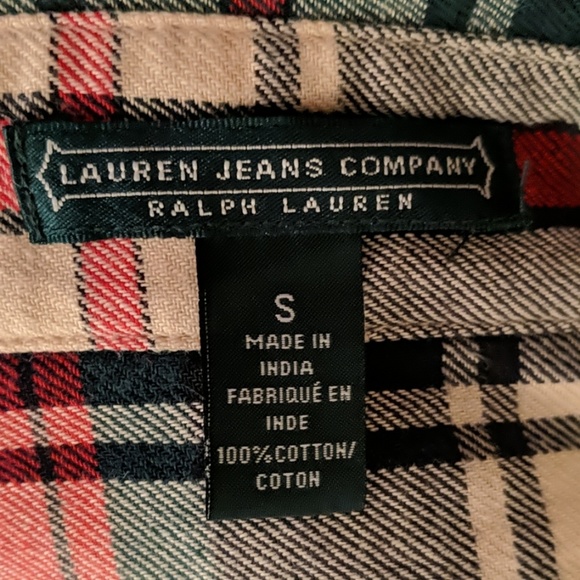 LAUREN JEANS COMPANY
RALPH LAUREN
S
MADE IN
INDIA
FABRIQUÉ EN
INDE
100%COTTON/
COTON